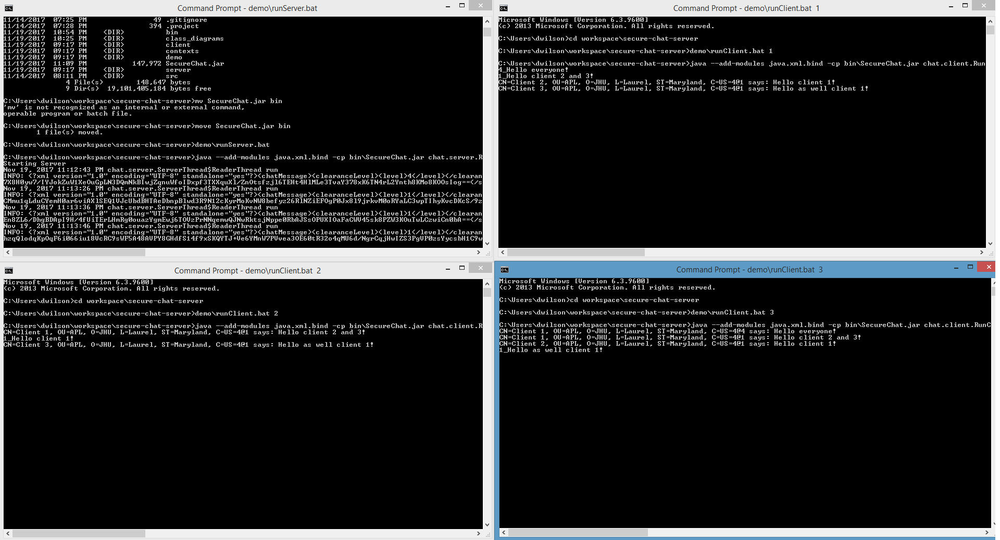 Command Prompt - demo\runServer.bat
11/14/2017  07:25 PM                49 .gitignore
11/14/2017  07:28 PM               394 .project
11/19/2017  10:54 PM    <DIR>          bin
11/19/2017  10:25 PM    <DIR>          class_diagrams
11/19/2017  09:17 PM    <DIR>          client
11/19/2017  09:17 PM    <DIR>          contexts
11/19/2017  09:17 PM    <DIR>          demo
11/19/2017  11:09 PM           147,972 SecureChat.jar
11/19/2017  09:17 PM    <DIR>          server
11/14/2017  08:11 PM    <DIR>          src
4 File(s)        148,647 bytes
9 Dir(s)  19,101,405,184 bytes free
C:\Users\dwilson\workspace\secure-chat-server>mv SecureChat.jar bin
'mv' is not recognized as an internal or external command,
operable program or batch file.
C:\Users\dwilson\workspace\secure-chat-server>move SecureChat.jar bin
1 file(s) moved.
C:\Users\dwilson\workspace\secure-chat-server>demo\runServer.bat
C:\Users\dwilson\workspace\secure-chat-server>java --add-modules java.xml.bind -cp bin\SecureChat.jar chat.server.R
Starting Server
Nov 19, 2017 11:12:43 PM chat.server.ServerThread$ReaderThread run
INFO: <?xml version="1.0" encoding="UTF-8" standalone="yes"?><chatMessage><clearanceLevel><level>4</level></clearan
Nov 19, 2017 11:13:26 PM chat.server.ServerThread$ReaderThread run
INFO: <?xml version="1.0" encoding="UTF-8" standalone="yes"?><chatMessage><clearanceLevel><level>1</level></clearan
Nov 19, 2017 11:13:36 PM chat.server.ServerThread$ReaderThread run
INFO: <?xml version="1.0" encoding="UTF-8" standalone="yes"?><chatMessage><clearanceLevel><level>1</level></clearan
Nov 19, 2017 11:13:46 PM chat.server.ServerThread$ReaderThread run
INFO: <?xml version="1.0" encoding="UTF-8" standalone="yes"?><chatMessage><clearanceLevel><level>1</level></clearan
Command Prompt - demo\runClient.bat  1
Microsoft Windows [Version 6.3.9600]
(c) 2013 Microsoft Corporation. All rights reserved.
C:\Users\dwilson>cd workspace\secure-chat-server
C:\Users\dwilson\workspace\secure-chat-server>demo\runClient.bat 1
C:\Users\dwilson\workspace\secure-chat-server>java --add-modules java.xml.bind -cp bin\SecureChat.jar chat.client.Run
4_Hello everyone!
1_Hello client 2 and 3!
CN=Client 2, OU=APL, O=JHU, L=Laurel, ST=Maryland, C=US=4@1 says: Hello client 1!
CN=Client 3, OU=APL, O=JHU, L=Laurel, ST=Maryland, C=US=4@1 says: Hello as well client 1!
Command Prompt - demo\runClient.bat  2
Microsoft Windows [Version 6.3.9600]
(c) 2013 Microsoft Corporation. All rights reserved.
C:\Users\dwilson>cd workspace\secure-chat-server
C:\Users\dwilson\workspace\secure-chat-server>demo\runClient.bat 2
C:\Users\dwilson\workspace\secure-chat-server>java --add-modules java.xml.bind -cp bin\SecureChat.jar chat.client.R
CN=Client 1, OU=APL, O=JHU, L=Laurel, ST=Maryland, C=US=4@1 says: Hello client 2 and 3!
1_Hello client 1!
CN=Client 3, OU=APL, O=JHU, L=Laurel, ST=Maryland, C=US=4@1 says: Hello as well client 1!
Command Prompt - demo\runClient.bat  3
Microsoft Windows [Version 6.3.9600]
(c) 2013 Microsoft Corporation. All rights reserved.
C:\Users\dwilson>cd workspace\secure-chat-server
C:\Users\dwilson\workspace\secure-chat-server>demo\runClient.bat 3
C:\Users\dwilson\workspace\secure-chat-server>java --add-modules java.xml.bind -cp bin\SecureChat.jar chat.client.RunC
CN=Client 1, OU=APL, O=JHU, L=Laurel, ST=Maryland, C=US=4@4 says: Hello everyone!
CN=Client 1, OU=APL, O=JHU, L=Laurel, ST=Maryland, C=US=4@1 says: Hello client 2 and 3!
CN=Client 2, OU=APL, O=JHU, L=Laurel, ST=Maryland, C=US=4@1 says: Hello client 1!
1_Hello as well client 1!